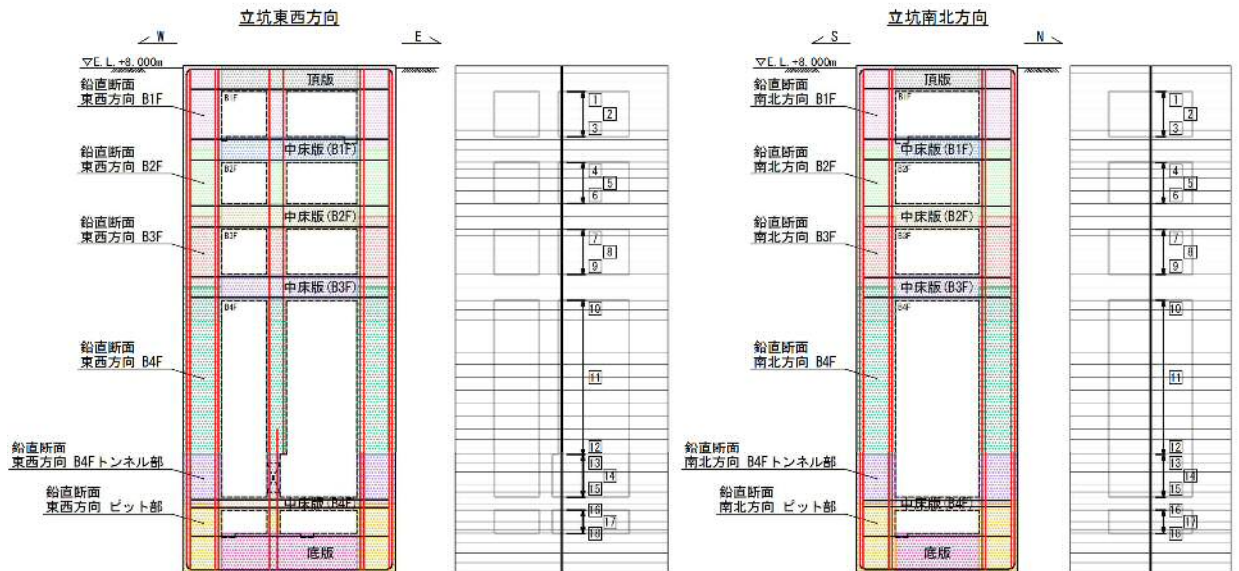 立坑東西方向
W
E
▽E.L.+8.000m
頂版
鉛直断面
東西方向 B1F
B1F
中床版(B1F)
鉛直断面
東西方向 B2F
B2F
中床版(B2F)
鉛直断面
東西方向 B3F
B3F
中床版(B3F)
B4F
鉛直断面
東西方向 B4F
鉛直断面
東西方向 B4Fトンネル部
鉛直断面
東西方向 ピット部
中床版(B4F)
底版
1
2
3
4
5
6
7
8
9
10
11
12
13
14
15
16
17
18
立坑南北方向
S
N
▽E.L.+8.000m
頂版
鉛直断面
南北方向 B1F
B1F
中床版(B1F)
鉛直断面
南北方向 B2F
B2F
中床版(B2F)
鉛直断面
南北方向 B3F
B3F
中床版(B3F)
B4F
鉛直断面
南北方向 B4F
鉛直断面
南北方向 B4Fトンネル部
鉛直断面
南北方向 ピット部
中床版(B4F)
底版
1
2
3
4
5
6
7
8
9
10
11
12
13
14
15
16
17
18